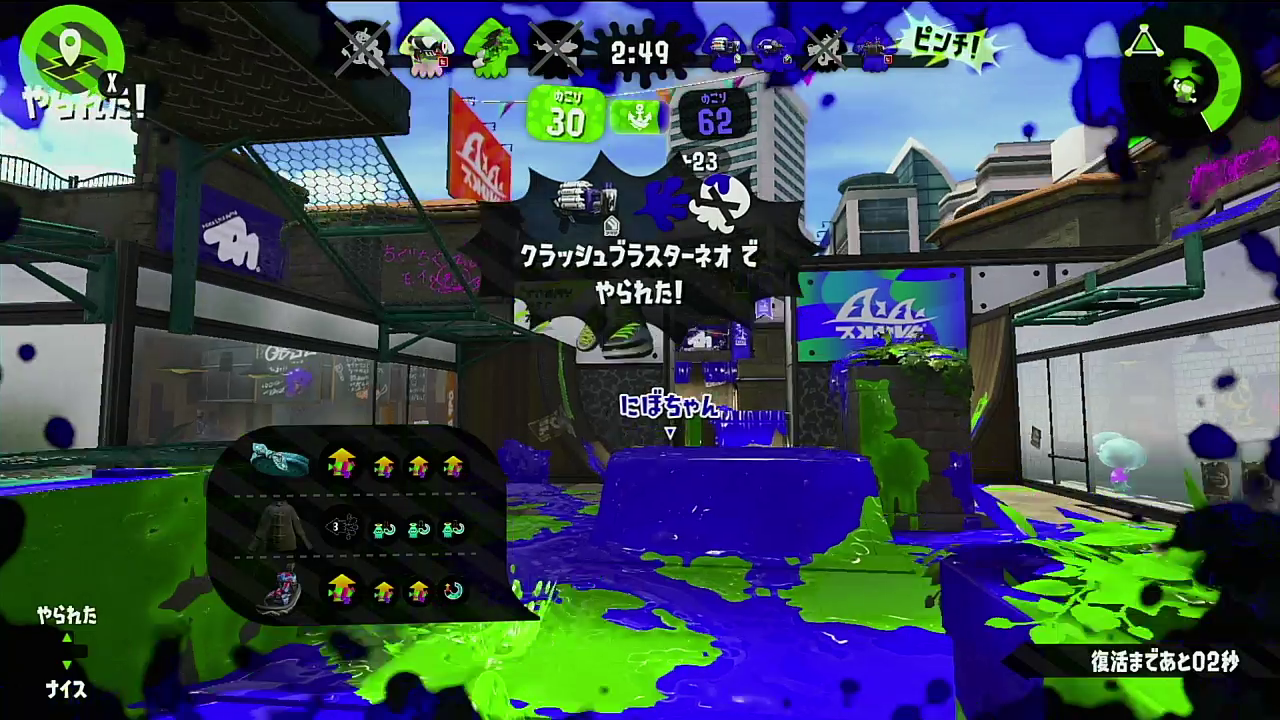 X
やられた!
2:49
ピンチ!
のこり
30
のこり
62
+23
クラッシュブラスターネオ で
やられた!
にぼちゃん
3
やられた
ナイス
復活まであと02秒